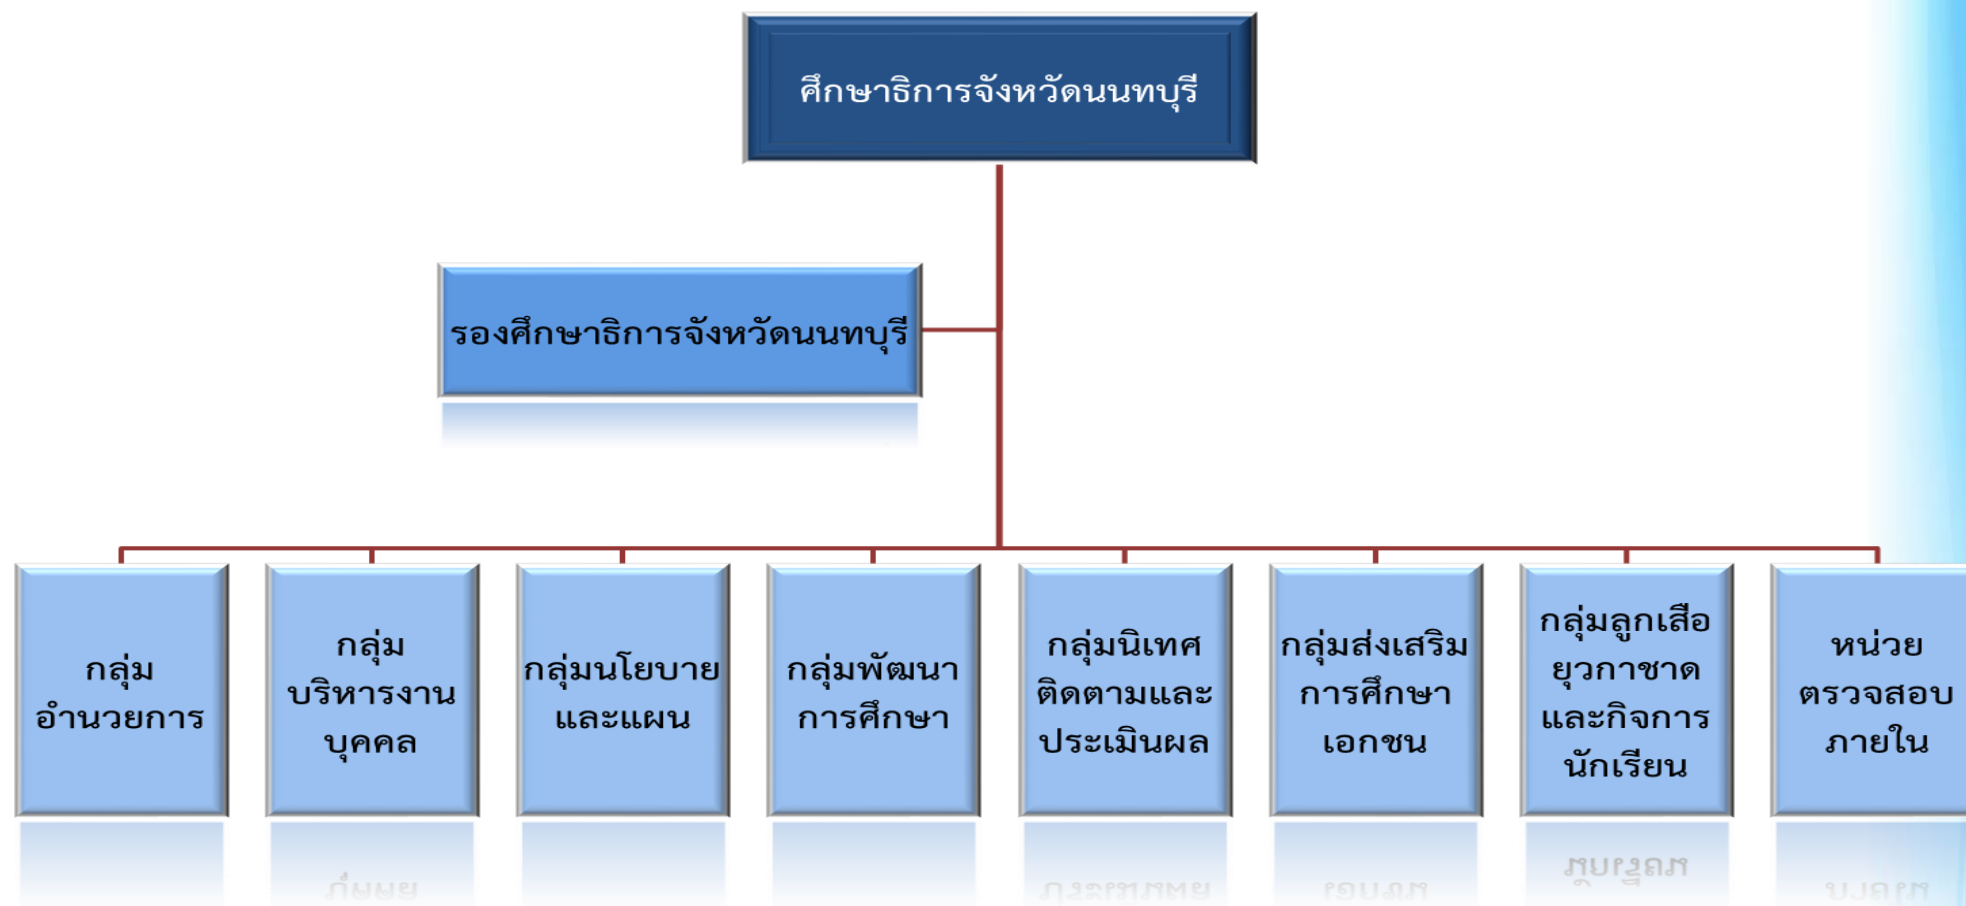 ศึกษาธิการจังหวัดนนทบุรี
รองศึกษาธิการจังหวัดนนทบุรี
กลุ่ม
อำนวยการ
กลุ่ม
บริหารงาน
บุคคล
กลุ่มนโยบาย
และแผน
กลุ่มพัฒนา
การศึกษา
กลุ่มนิเทศ
ติดตามและ
ประเมินผล
กลุ่มส่งเสริม
การศึกษา
เอกชน
กลุ่มลูกเสือ
ยุวกาชาด
และกิจการ
นักเรียน
หน่วย
ตรวจสอบ
ภายใน